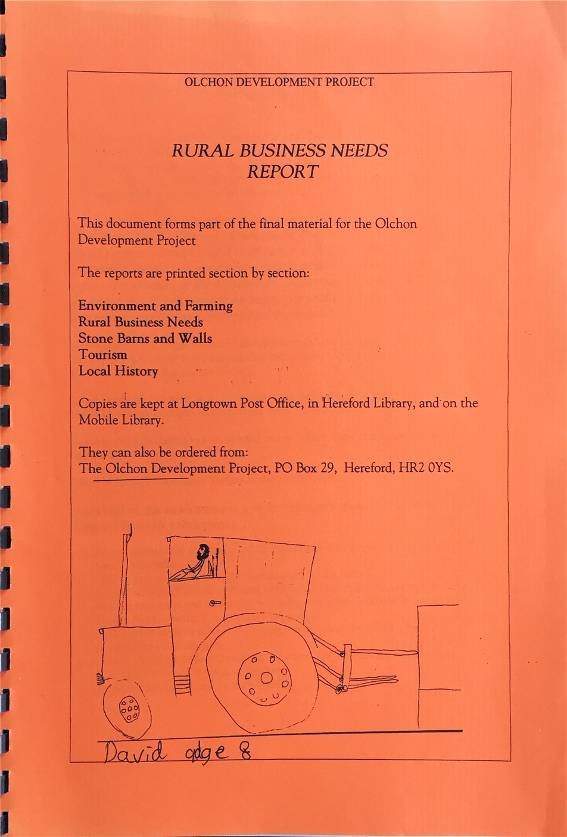 OLCHON DEVELOPMENT PROJECT
RURAL BUSINESS NEEDS
REPORT
This document forms part of the final material for the Olchon
Development Project
The reports are printed section by section:
Environment and Farming
Rural Business Needs
Stone Barns and Walls
Tourism
Local History
Copies are kept at Longtown Post Office, in Hereford Library, and on the
Mobile Library.
They can also be ordered from:
The Olchon Development Project, PO Box 29, Hereford, HR2 0YS.
David adge 8